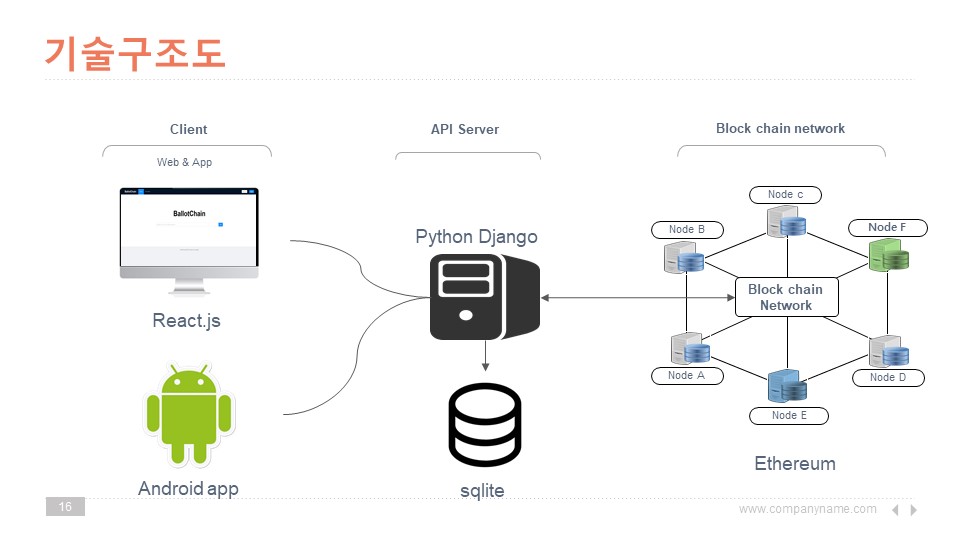 기술구조도
Client
API Server
Block chain network
Web & App
BallotChain
React.js
Android app
Python Django
sqlite
Node c
Node B
Node F
Block chain
Network
Node A
Node D
Node E
Ethereum
16
www.companyname.com